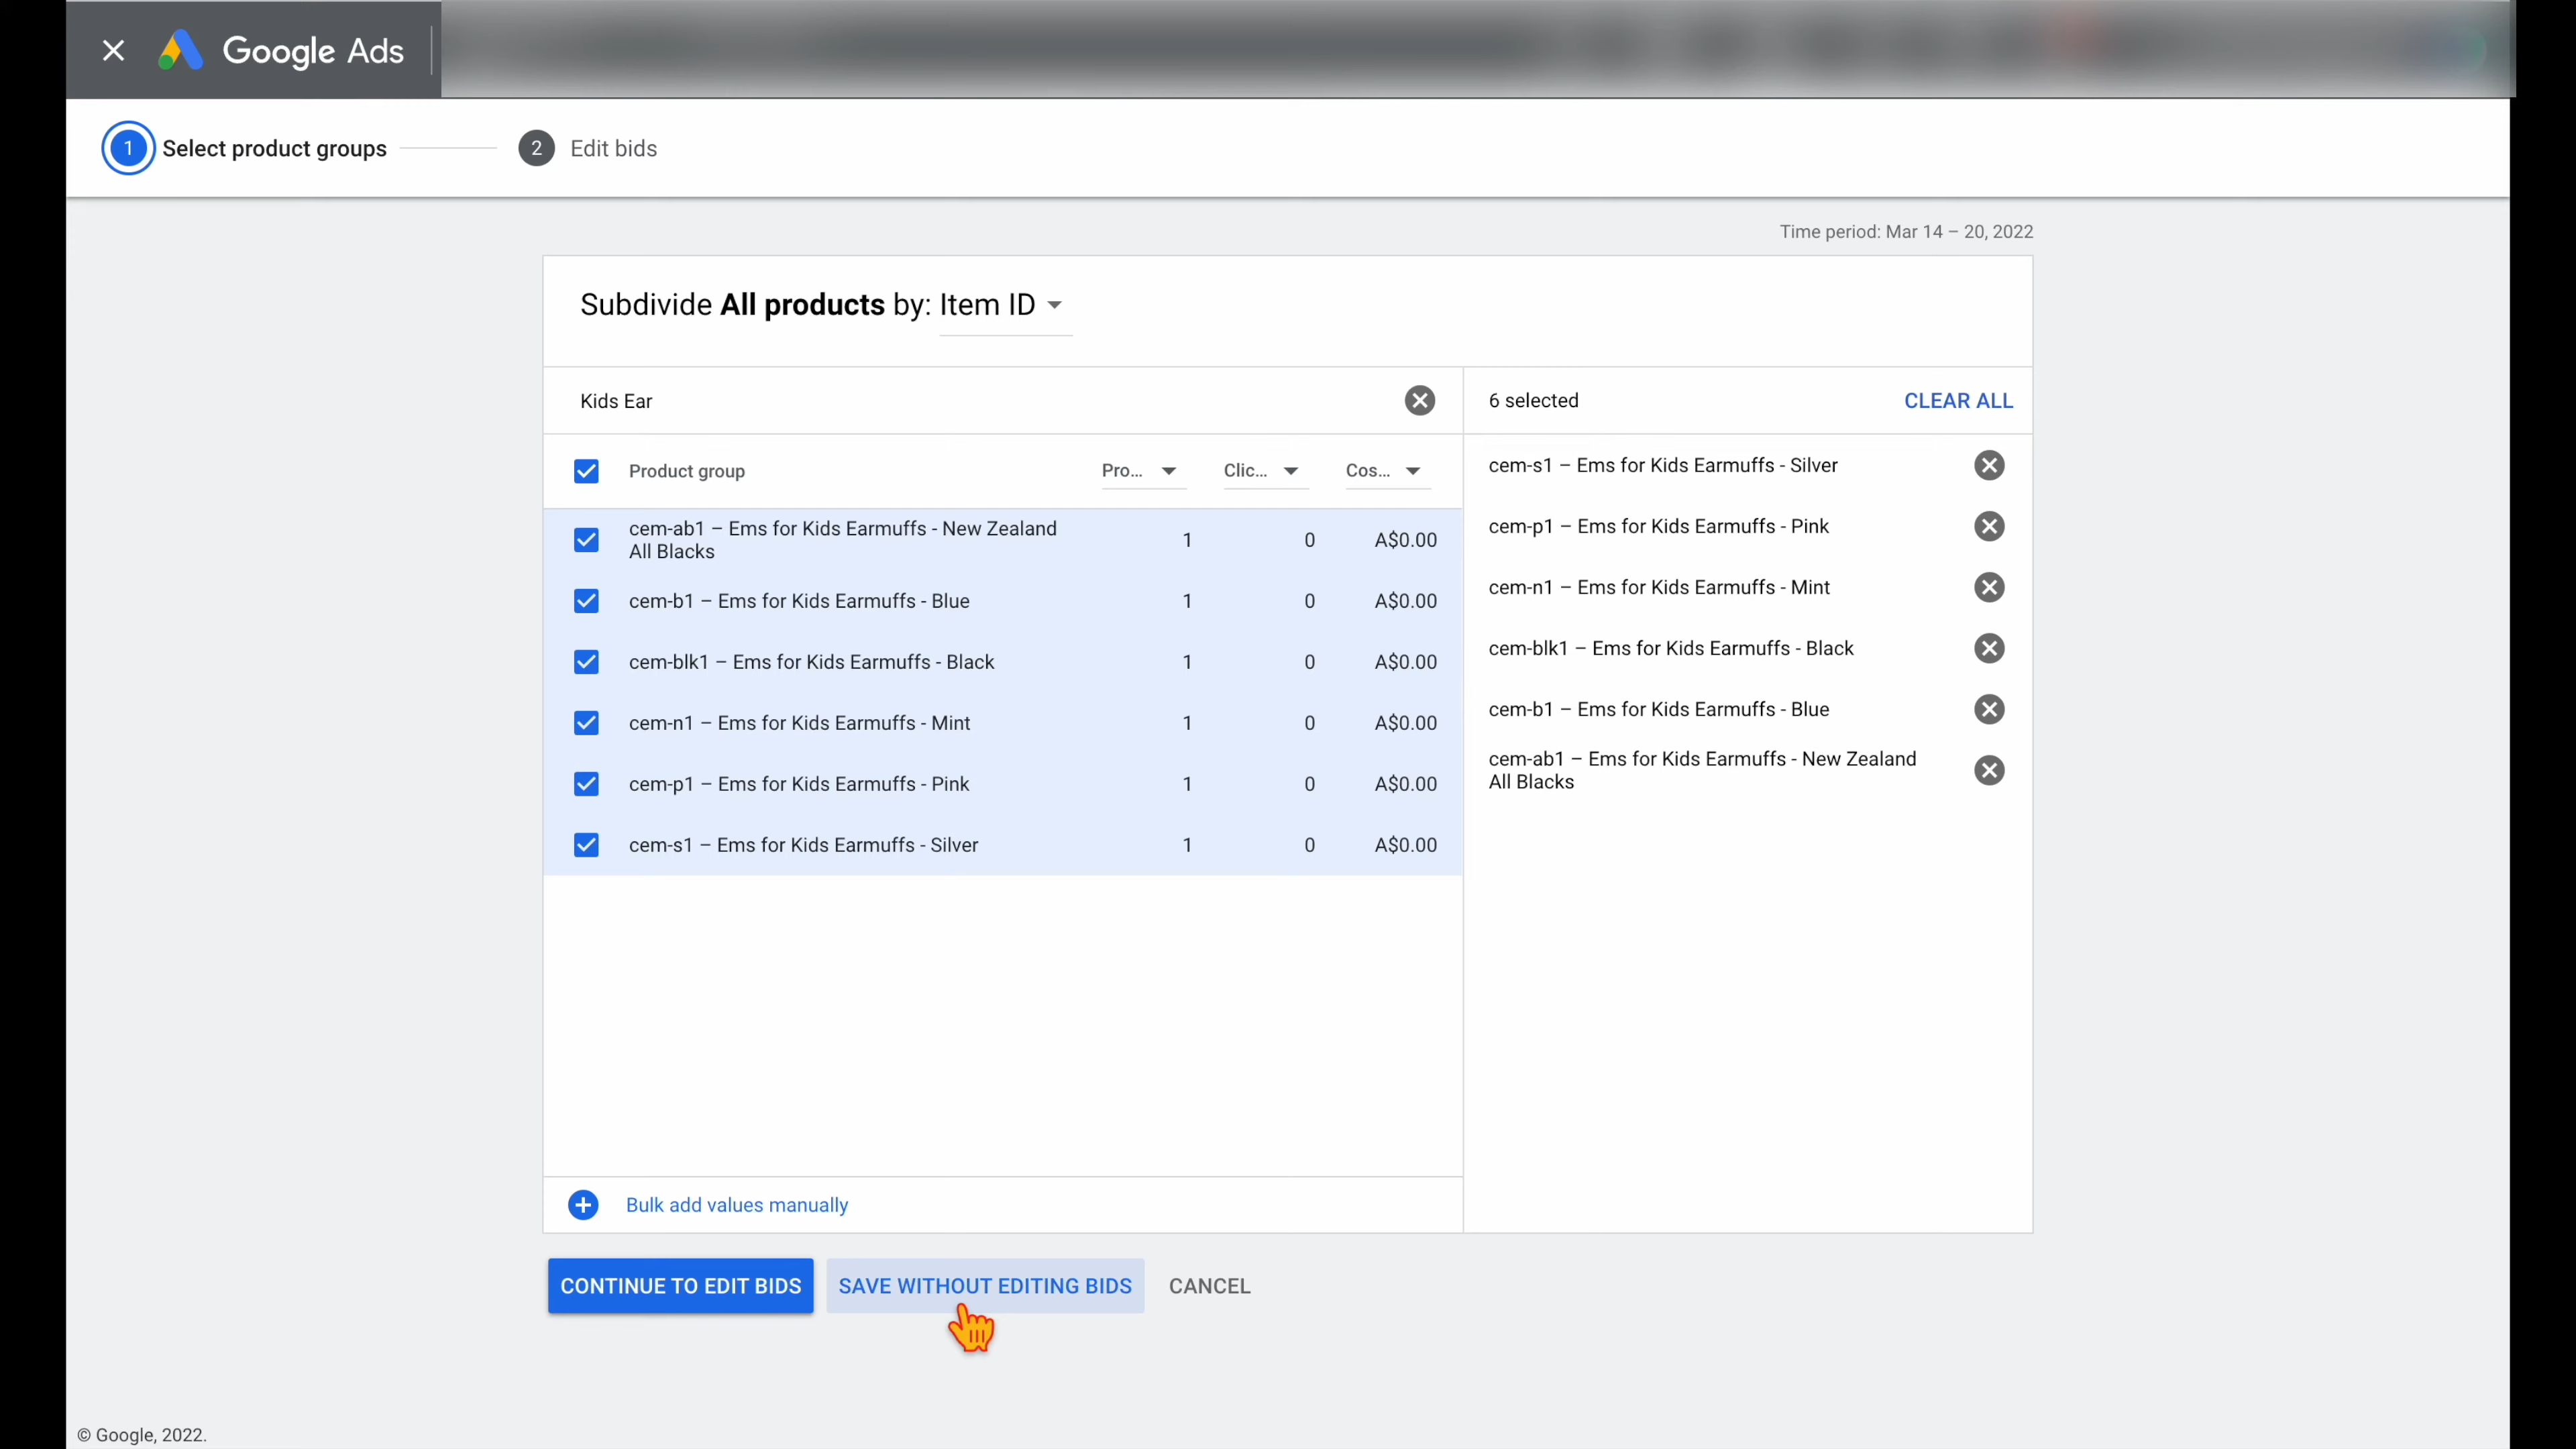 Google Ads
1 Select product groups 2 Edit bids
Time period: Mar 14 – 20, 2022
Subdivide All products by: Item ID
Kids Ear
6 selected CLEAR ALL
Product group Pro... Clic... Cos...
cem-ab1 – Ems for Kids Earmuffs - New Zealand
All Blacks 1 0 A$0.00
cem-b1 – Ems for Kids Earmuffs - Blue 1 0 A$0.00
cem-blk1 – Ems for Kids Earmuffs - Black 1 0 A$0.00
cem-n1 – Ems for Kids Earmuffs - Mint 1 0 A$0.00
cem-p1 – Ems for Kids Earmuffs - Pink 1 0 A$0.00
cem-s1 – Ems for Kids Earmuffs - Silver 1 0 A$0.00
cem-s1 – Ems for Kids Earmuffs - Silver
cem-p1 – Ems for Kids Earmuffs - Pink
cem-n1 – Ems for Kids Earmuffs - Mint
cem-blk1 – Ems for Kids Earmuffs - Black
cem-b1 – Ems for Kids Earmuffs - Blue
cem-ab1 – Ems for Kids Earmuffs - New Zealand
All Blacks
Bulk add values manually
CONTINUE TO EDIT BIDS SAVE WITHOUT EDITING BIDS CANCEL
© Google, 2022.